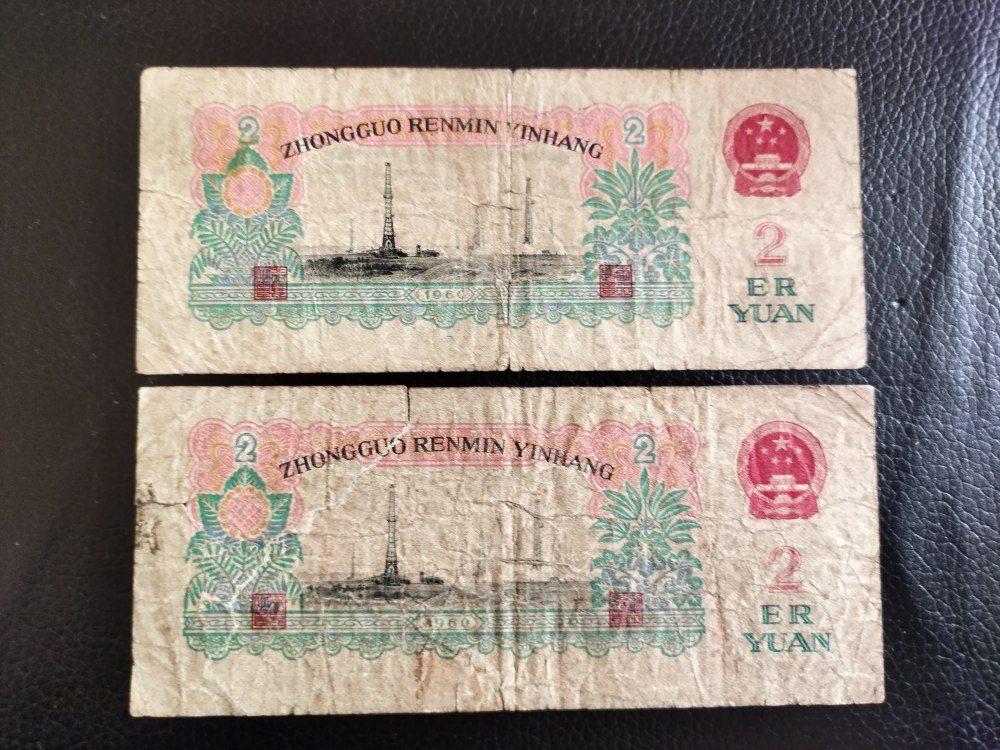 2 ZHONGGUO RENMIN YINHANG 2
2
ER
YUAN
1960
2 ZHONGGUO RENMIN YINHANG 2
2
ER
YUAN
1960